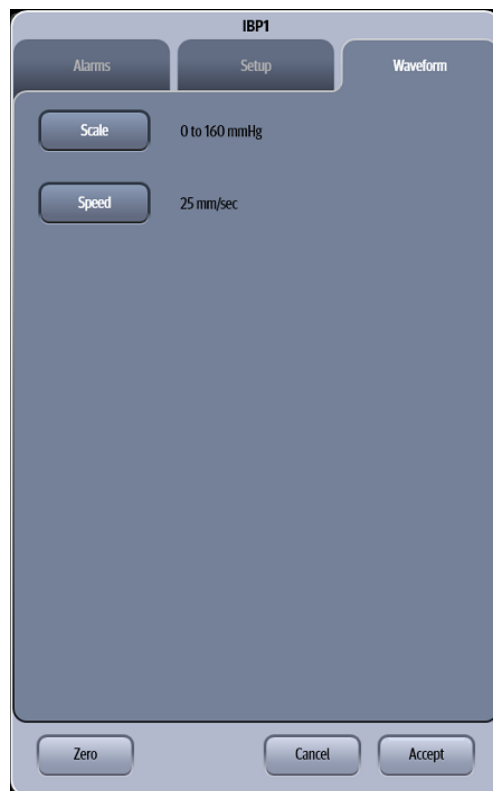 IBP1
Alarms Setup Waveform
Scale 0 to 160 mmHg
Speed 25 mm/sec
Zero Cancel Accept